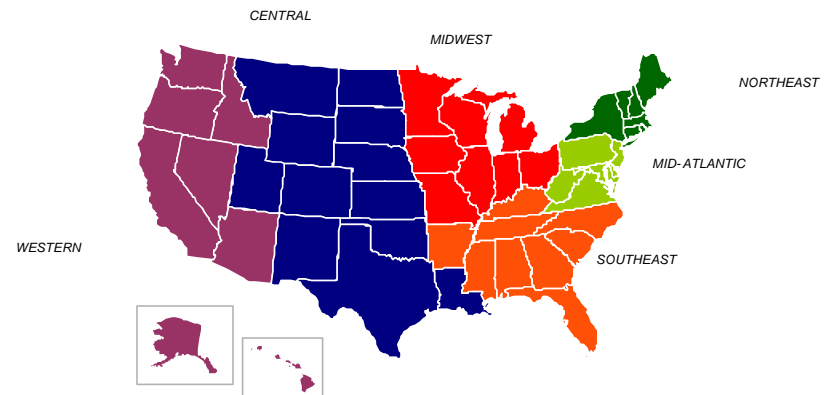 CENTRAL
MIDWEST
NORTHEAST
MID-ATLANTIC
WESTERN
SOUTHEAST